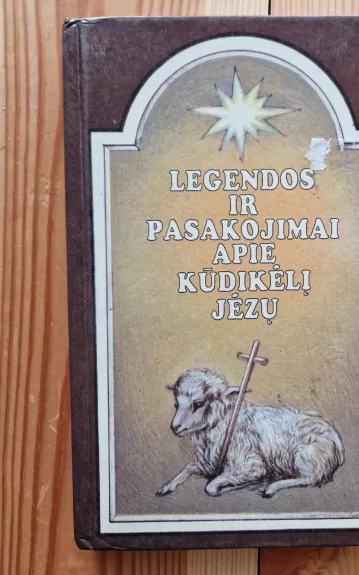 LEGENDOS
IR
PASAKOJIMAI
APIE
KŪDIKĖLĮ
JĖZŲ